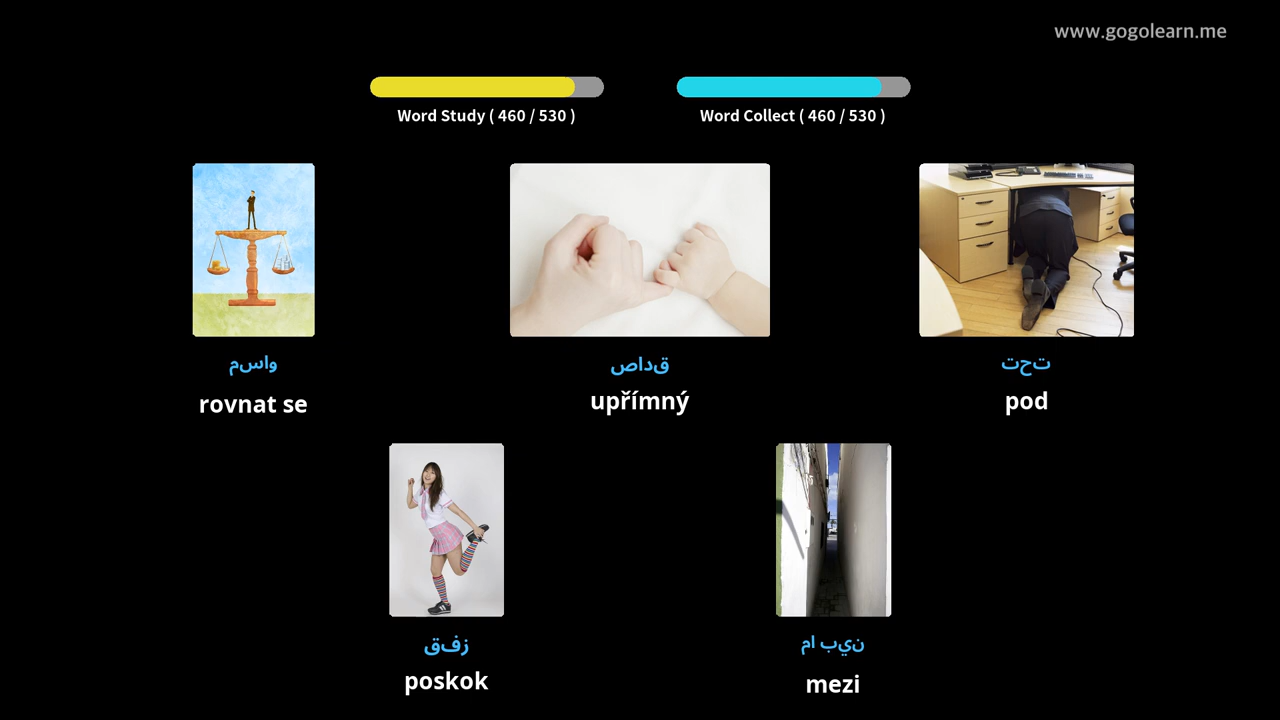 www.gogolearn.me
Word Study ( 460 / 530 )
Word Collect ( 460 / 530 )
واسم
قداص
تحت
rovnat se
upřímný
pod
زفق
نيب ام
poskok
mezi